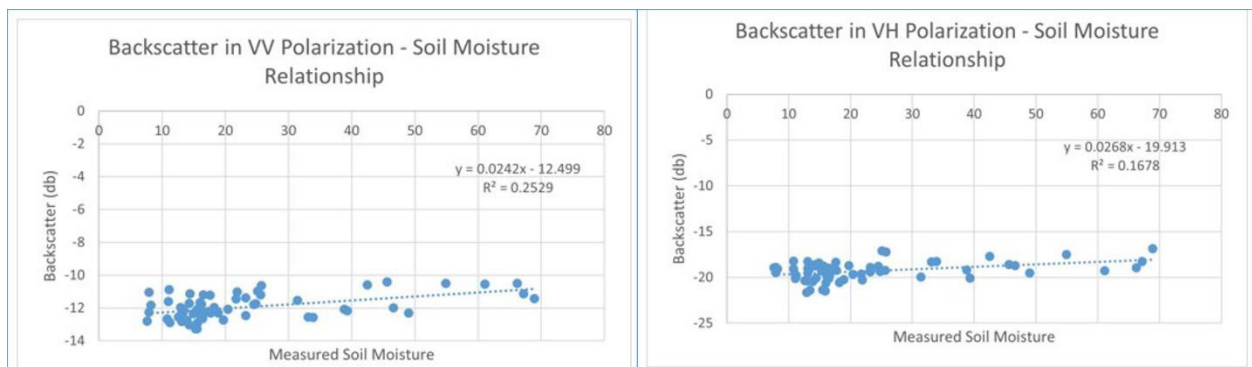 Backscatter in VV Polarization - Soil Moisture
Relationship
0
0 10 20 30 40 50 60 70 80
-2
-4
y = 0.0242x - 12.499
R² = 0.2529
-6
-8
-10
-12
-14
Backscatter (db)
Measured Soil Moisture
Backscatter in VH Polarization - Soil Moisture
Relationship
0
0 10 20 30 40 50 60 70 80
-5
y = 0.0268x - 19.913
R² = 0.1678
-10
-15
-20
-25
Backscatter (db)
Measured Soil Moisture